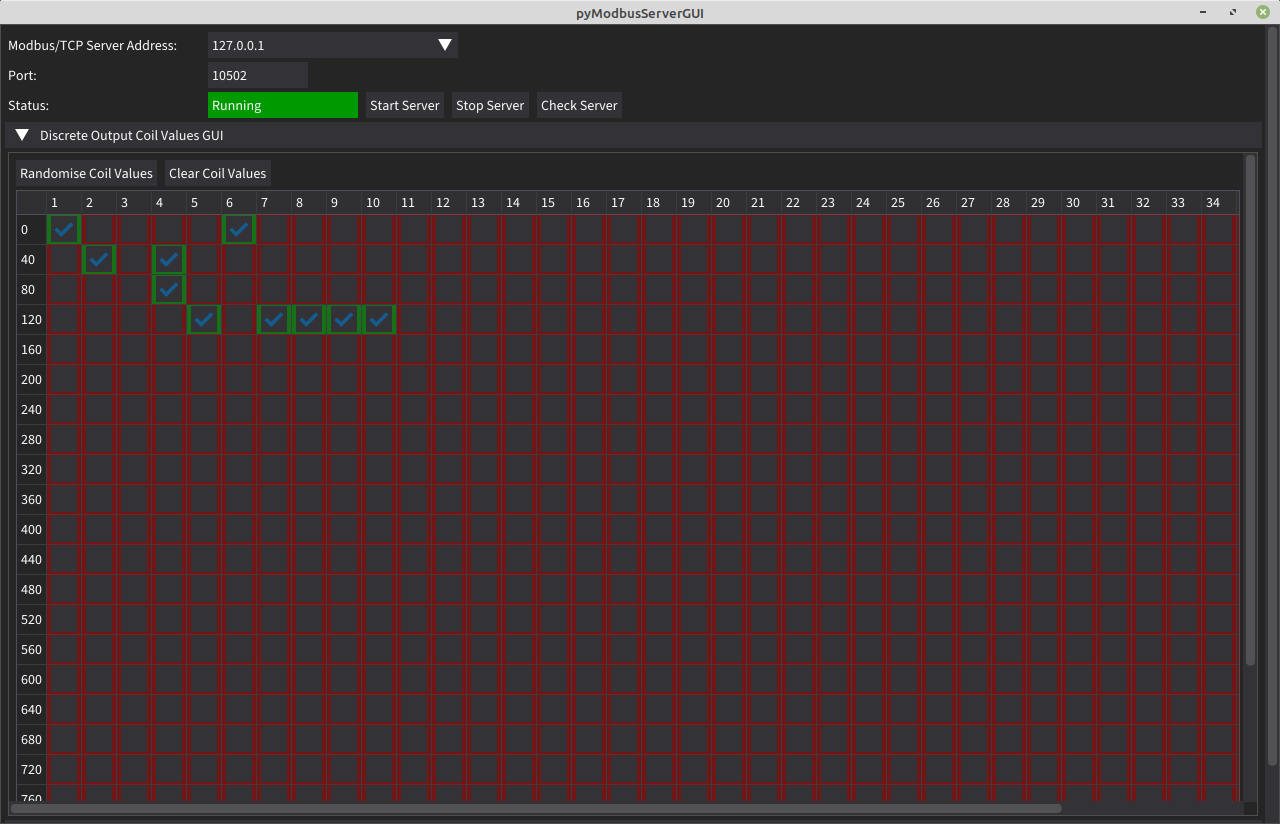 pyModbusServerGUI
Modbus/TCP Server Address: 127.0.0.1
Port: 10502
Status: Running Start Server Stop Server Check Server
Discrete Output Coil Values GUI
Randomise Coil Values Clear Coil Values
1 2 3 4 5 6 7 8 9 10 11 12 13 14 15 16 17 18 19 20 21 22 23 24 25 26 27 28 29 30 31 32 33 34
0
40
80
120
160
200
240
280
320
360
400
440
480
520
560
600
640
680
720
760